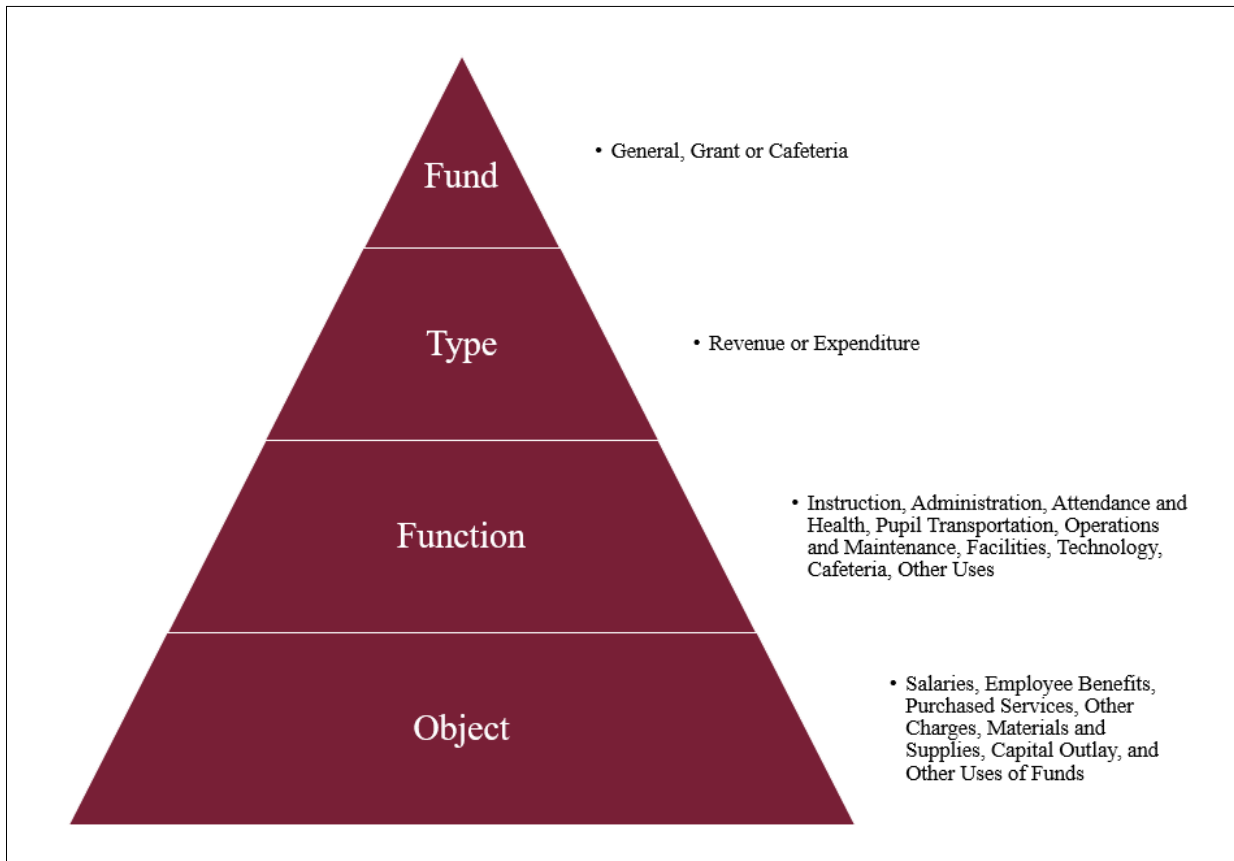 Fund
• General, Grant or Cafeteria
Type
• Revenue or Expenditure
Function
• Instruction, Administration, Attendance and
Health, Pupil Transportation, Operations
and Maintenance, Facilities, Technology,
Cafeteria, Other Uses
Object
• Salaries, Employee Benefits,
Purchased Services, Other
Charges, Materials and
Supplies, Capital Outlay, and
Other Uses of Funds